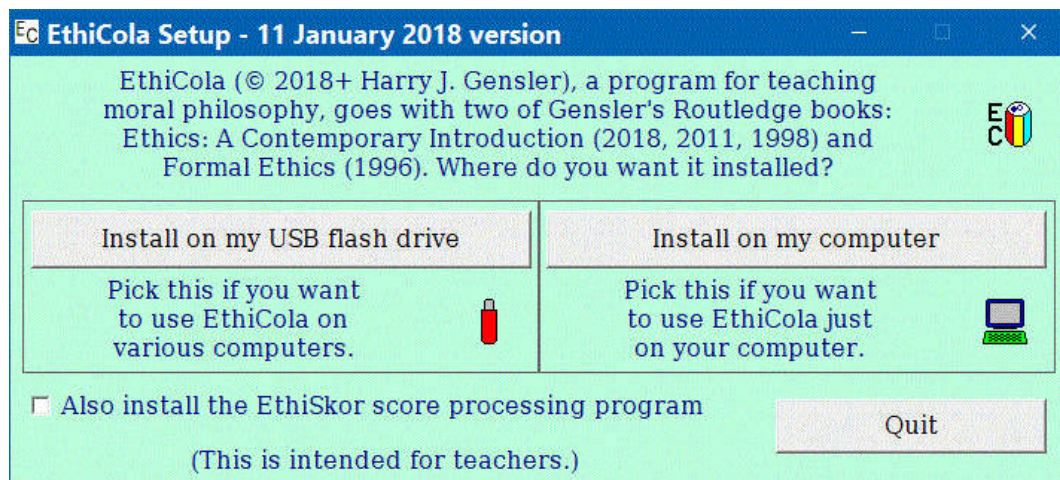 EC EthiCola Setup - 11 January 2018 version
EthiCola (© 2018+ Harry J. Gensler), a program for teaching
moral philosophy, goes with two of Gensler's Routledge books:
Ethics: A Contemporary Introduction (2018, 2011, 1998) and
Formal Ethics (1996). Where do you want it installed?
E
C
Install on my USB flash drive
Pick this if you want
to use EthiCola on
various computers.
Install on my computer
Pick this if you want
to use EthiCola just
on your computer.
Also install the EthiSkor score processing program
(This is intended for teachers.)
Quit